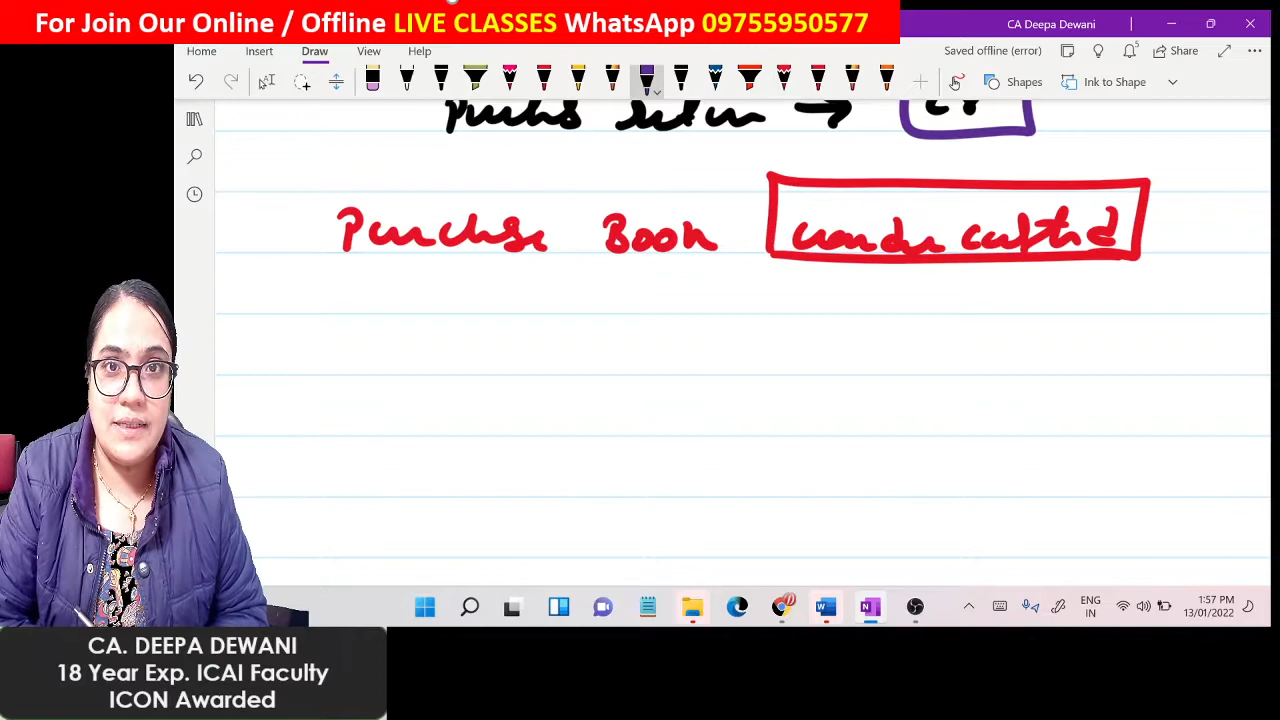 For Join Our Online / Offline LIVE CLASSES WhatsApp 09755950577
CA Deepa Dewani
Home Insert Draw View Help
Saved offline (error)
5
Share
Shapes
Ink to Shape
Purchase Book
ENG
IN
1:57 PM
13/01/2022
CA. DEEPA DEWANI
18 Year Exp. ICAI Faculty
ICON Awarded